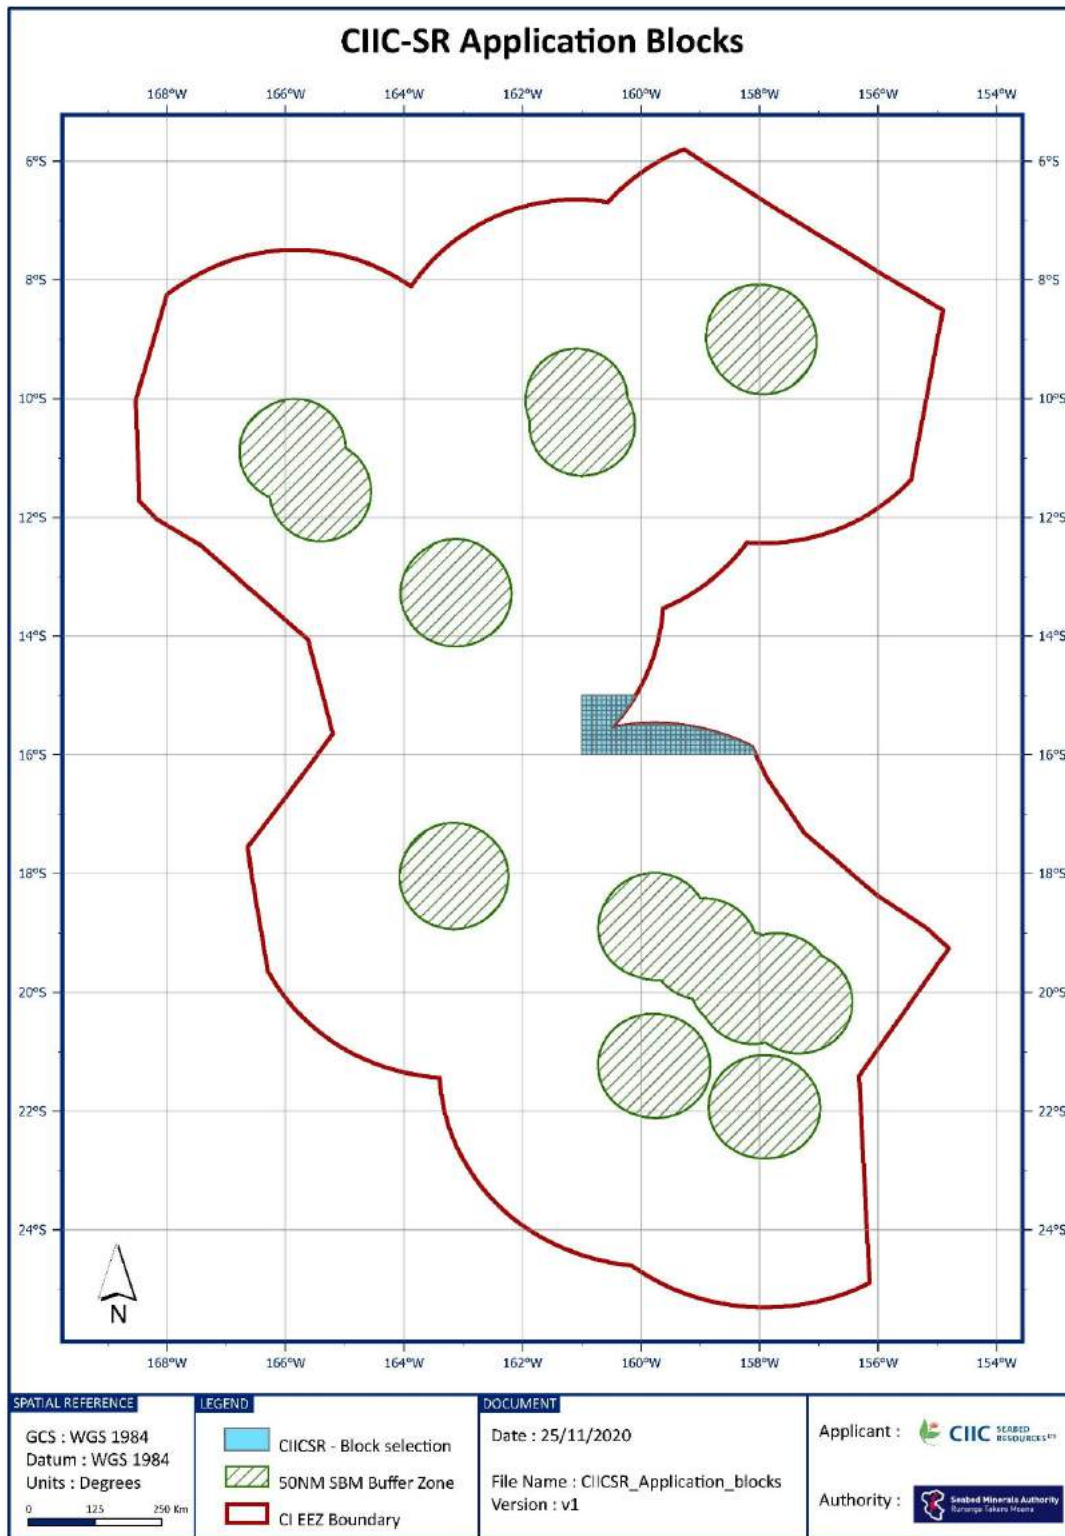 CIIC-SR Application Blocks
168°W 166°W 164°W 162°W 160°W 158°W 156°W 154°W
6°S 6°S
8°S 8°S
10°S 10°S
12°S 12°S
14°S 14°S
16°S 16°S
18°S 18°S
20°S 20°S
22°S 22°S
24°S 24°S
N
168°W 166°W 164°W 162°W 160°W 158°W 156°W 154°W
SPATIAL REFERENCE
GCS : WGS 1984
Datum : WGS 1984
Units : Degrees
0 125 250 Km
LEGEND
CIICSR - Block selection
50NM SBM Buffer Zone
CI EEZ Boundary
DOCUMENT
Date : 25/11/2020
File Name : CIICSR_Application_blocks
Version : v1
Applicant : CIIC SEABED
RESOURCES
Authority : Seabed Minerals Authority